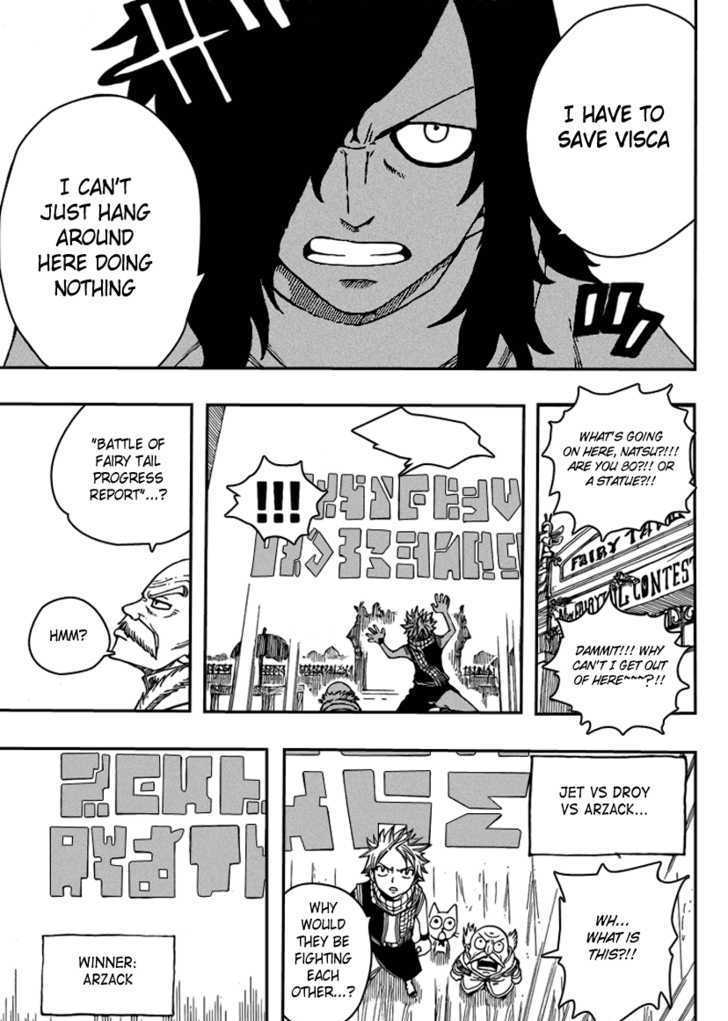 I HAVE TO
SAVE VISCA
I CAN'T
JUST HANG
AROUND
HERE DOING
NOTHING
WHAT'S GOING
ON HERE, NATSU?!!!
ARE YOU 80?!! OR
A STATUE?!!
FAIRY TAIL
CONTEST
DAMMIT!!! WHY
CAN'T I GET OUT
OF HERE~~~?!!
!!!
"BATTLE OF
FAIRY TAIL
PROGRESS
REPORT"...?
HMM?
JET VS DROY
VS ARZACK...
WH...
WHAT IS
THIS?!!
WHY
WOULD
THEY BE
FIGHTING
EACH
OTHER...?
WINNER:
ARZACK